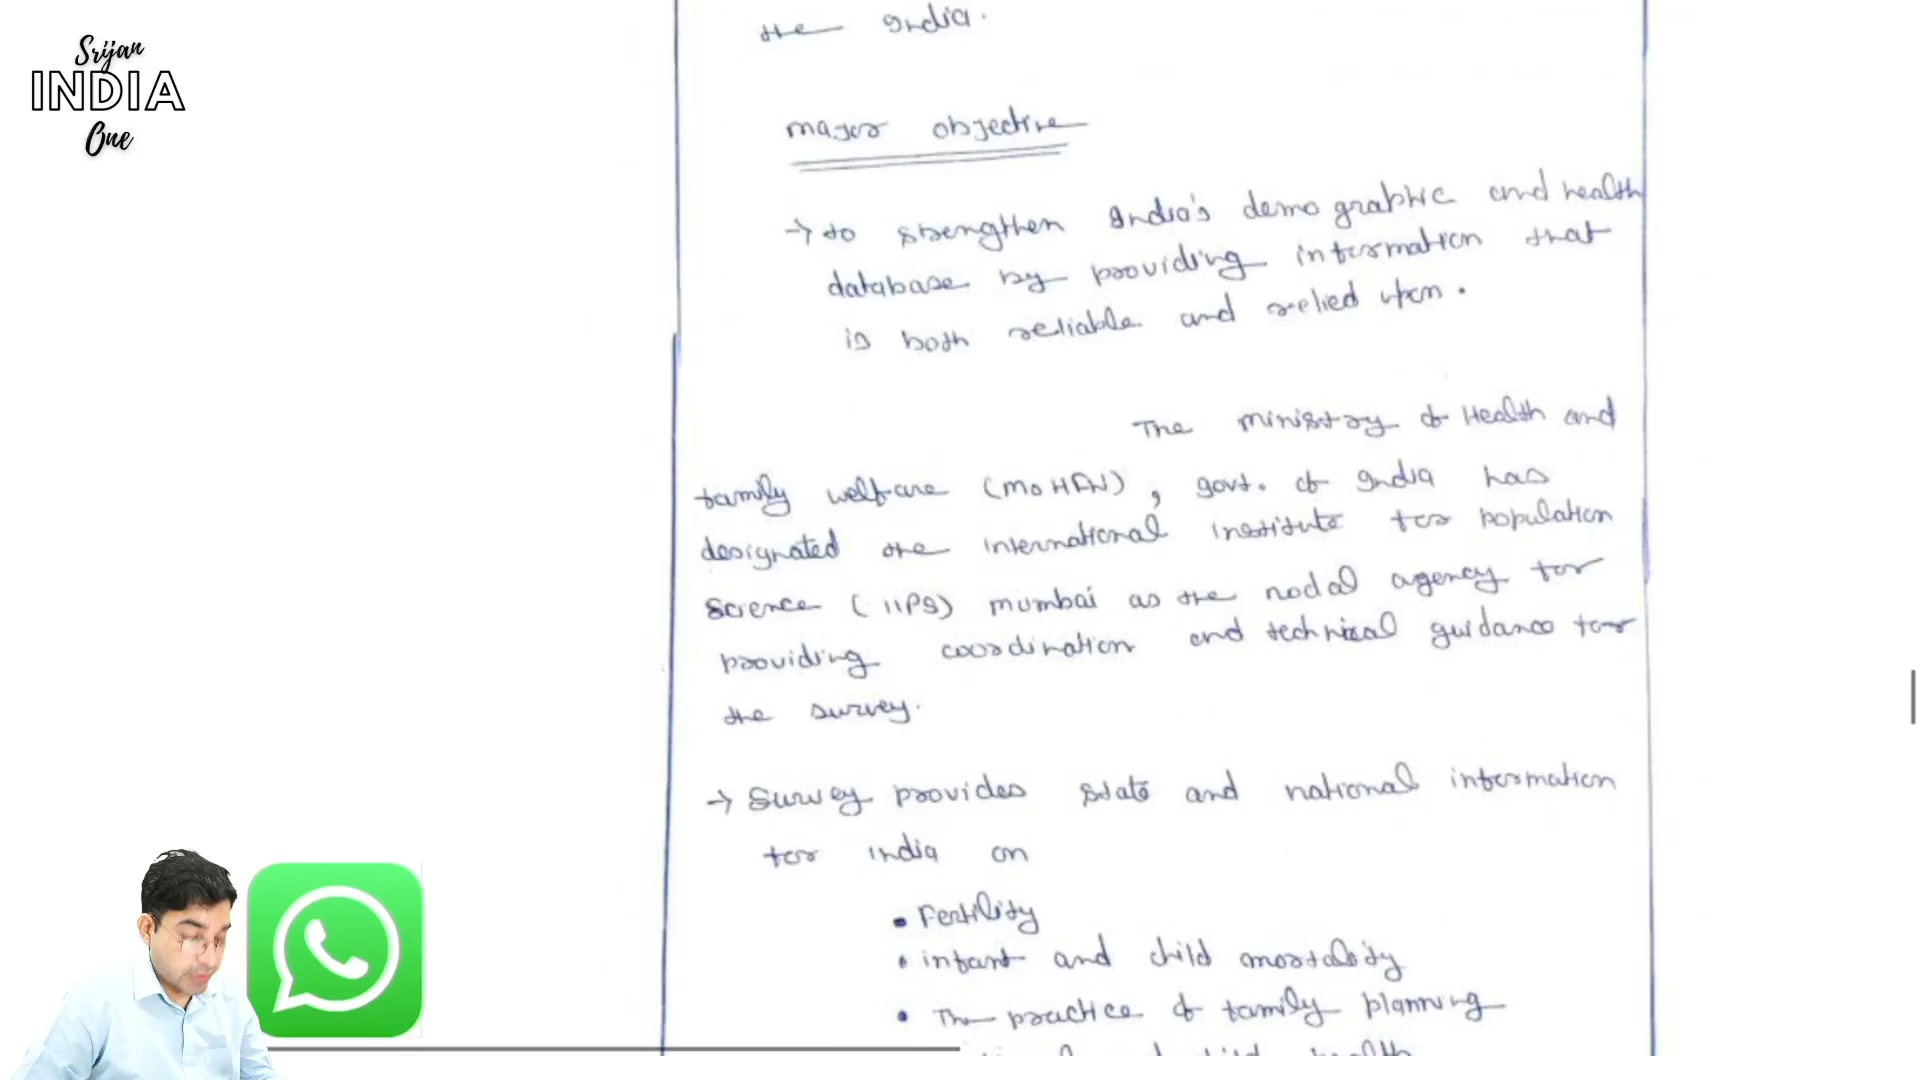 Srijan
INDIA
One
the India.
major objective
→ to strengthen India's demographic and health
database by providing information that
is both reliable and relied upon.
The ministry of Health and
family welfare (MoHFW), govt. of India has
designated the international institute for population
science (IIPS) mumbai as the nodal agency for
providing coordination and technical guidance for
the survey.
→ Survey provides state and national information
for india on
• Fertility
• infant and child mortality
• The practice of family planning